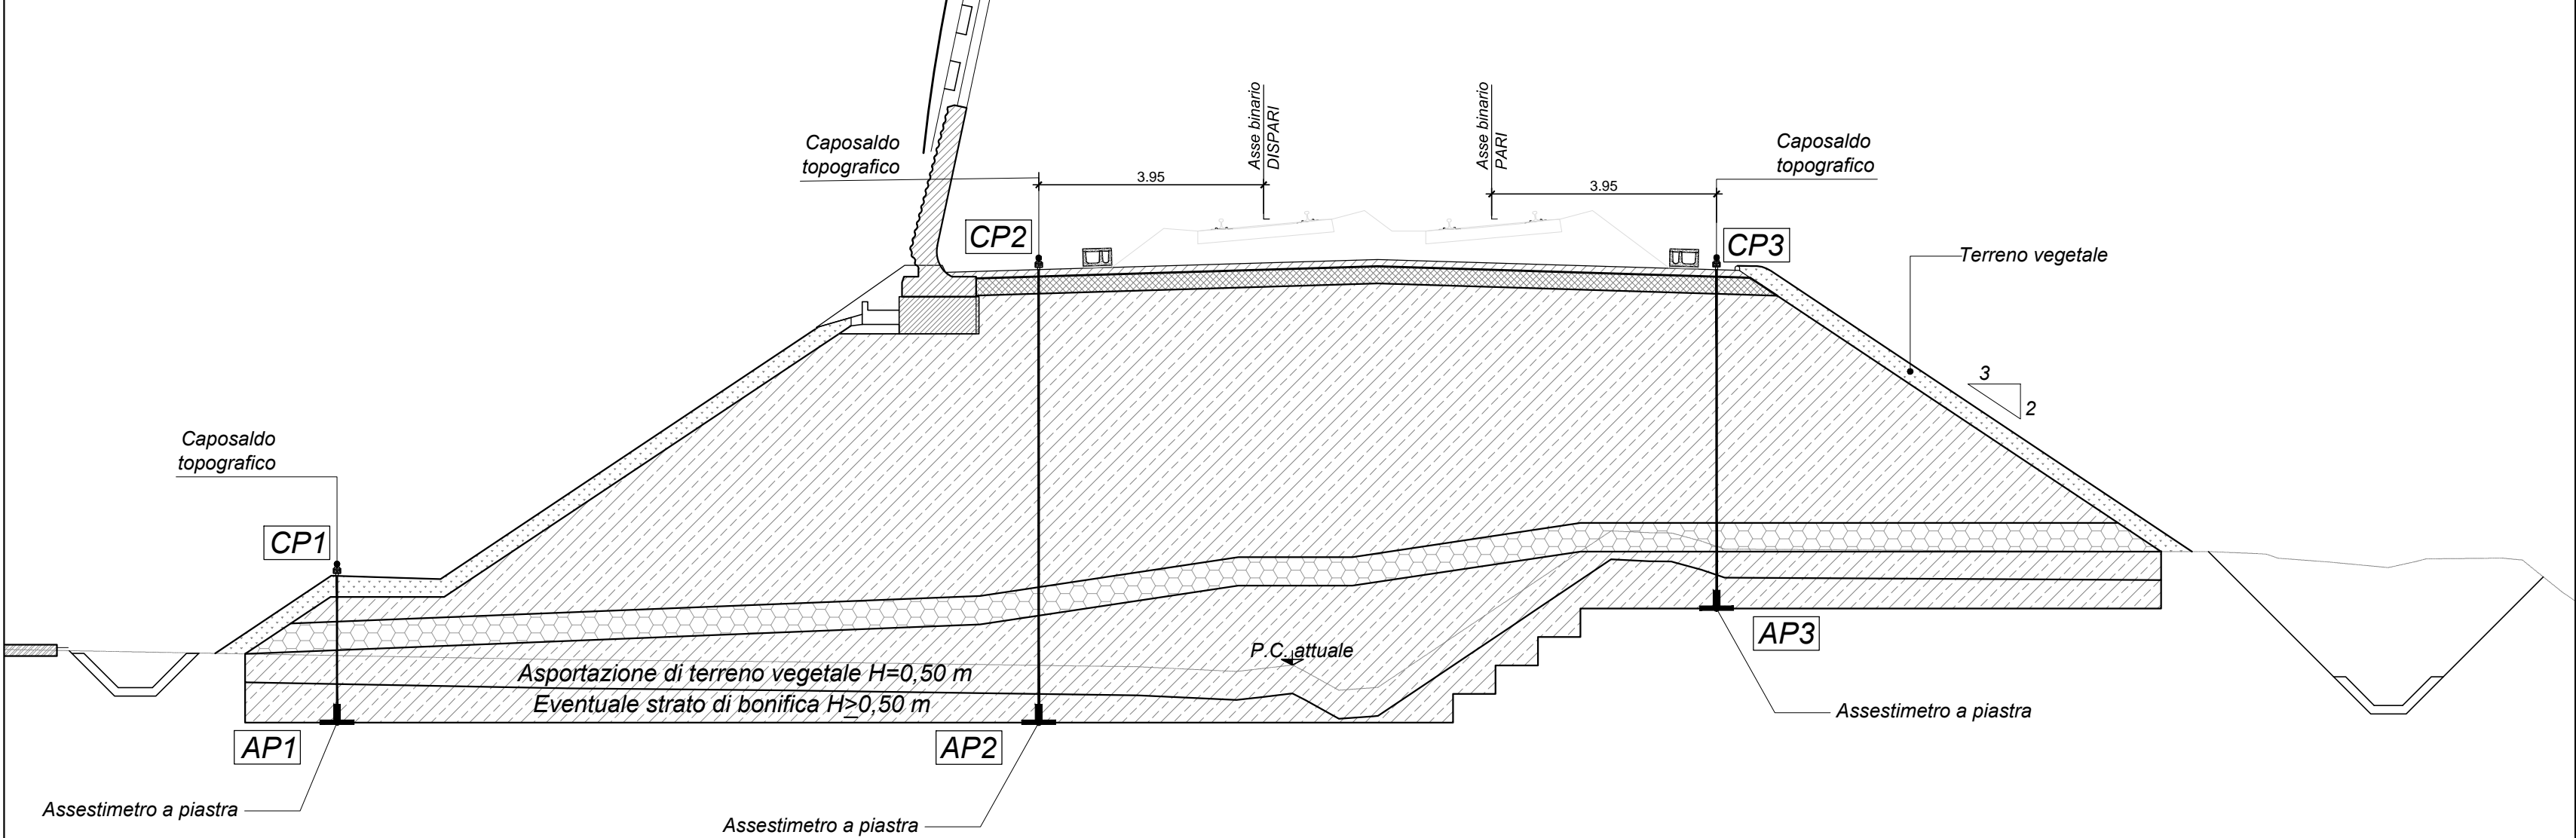 Caposaldo
topografico
3.95
Asse binario
DISPARI
Asse binario
PARI
3.95
Caposaldo
topografico
CP2
CP3
Terreno vegetale
3
2
Caposaldo
topografico
CP1
P.C. attuale
AP3
Asportazione di terreno vegetale H=0,50 m
Eventuale strato di bonifica H≥0,50 m
Assestimetro a piastra
AP1
AP2
Assestimetro a piastra
Assestimetro a piastra